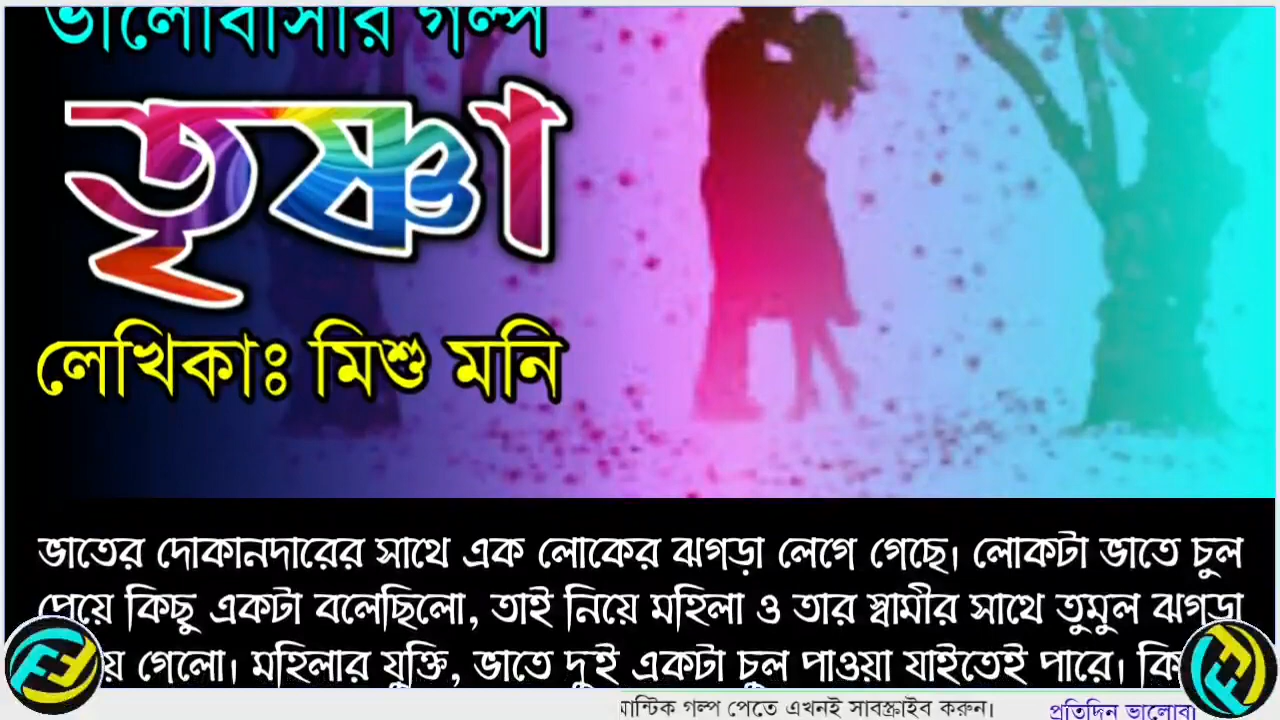 ভালোবাসার গল্প
তৃষ্ণা
লেখিকাঃ মিশু মনি
ভাতের দোকানদারের সাথে এক লোকের ঝগড়া লেগে গেছে। লোকটা ভাতে চুল
পেয়ে কিছু একটা বলেছিলো, তাই নিয়ে মহিলা ও তার স্বামীর সাথে তুমুল ঝগড়া
গেলো। মহিলার যুক্তি, ভাতে দুই একটা চুল পাওয়া যাইতেই পারে।
গল্প পেতে এখনই সাবস্ক্রাইব করুন।
প্রতিদিন